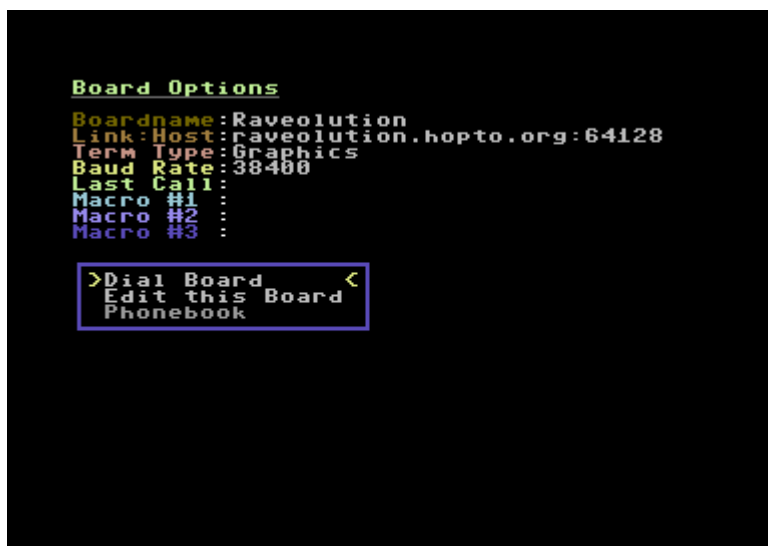 Board Options
Boardname:Raveolution
Link:Host:raveolution.hopto.org:64128
Term Type:Graphics
Baud Rate:38400
Last Call:
Macro #1 :
Macro #2 :
Macro #3 :
>Dial Board <
Edit this Board
Phonebook